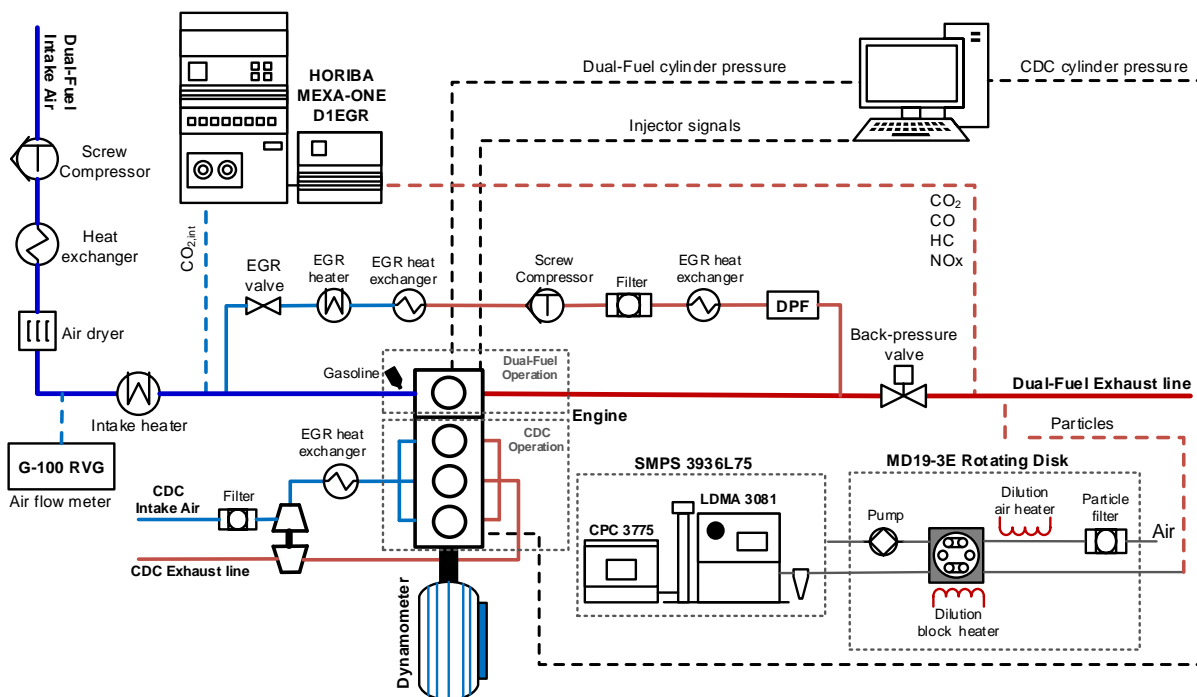 Dual-Fuel
Intake Air
HORIBA
MEXA-ONE
D1EGR
Dual-Fuel cylinder pressure
CDC cylinder pressure
Injector signals
Screw
Compressor
Heat
exchanger
Air dryer
CO2,int
CO2
CO
HC
NOx
EGR
valve
EGR
heater
EGR heat
exchanger
Screw
Compressor
Filter
EGR heat
exchanger
DPF
Back-pressure
valve
Gasoline
Dual-Fuel
Operation
Dual-Fuel Exhaust line
Intake heater
Engine
G-100 RVG
Air flow meter
EGR heat
exchanger
CDC
Operation
CDC
Intake Air
Filter
CDC Exhaust line
Dynamometer
Particles
SMPS 3936L75
LDMA 3081
CPC 3775
MD19-3E Rotating Disk
Pump
Dilution
air heater
Particle
filter
Air
Dilution
block heater